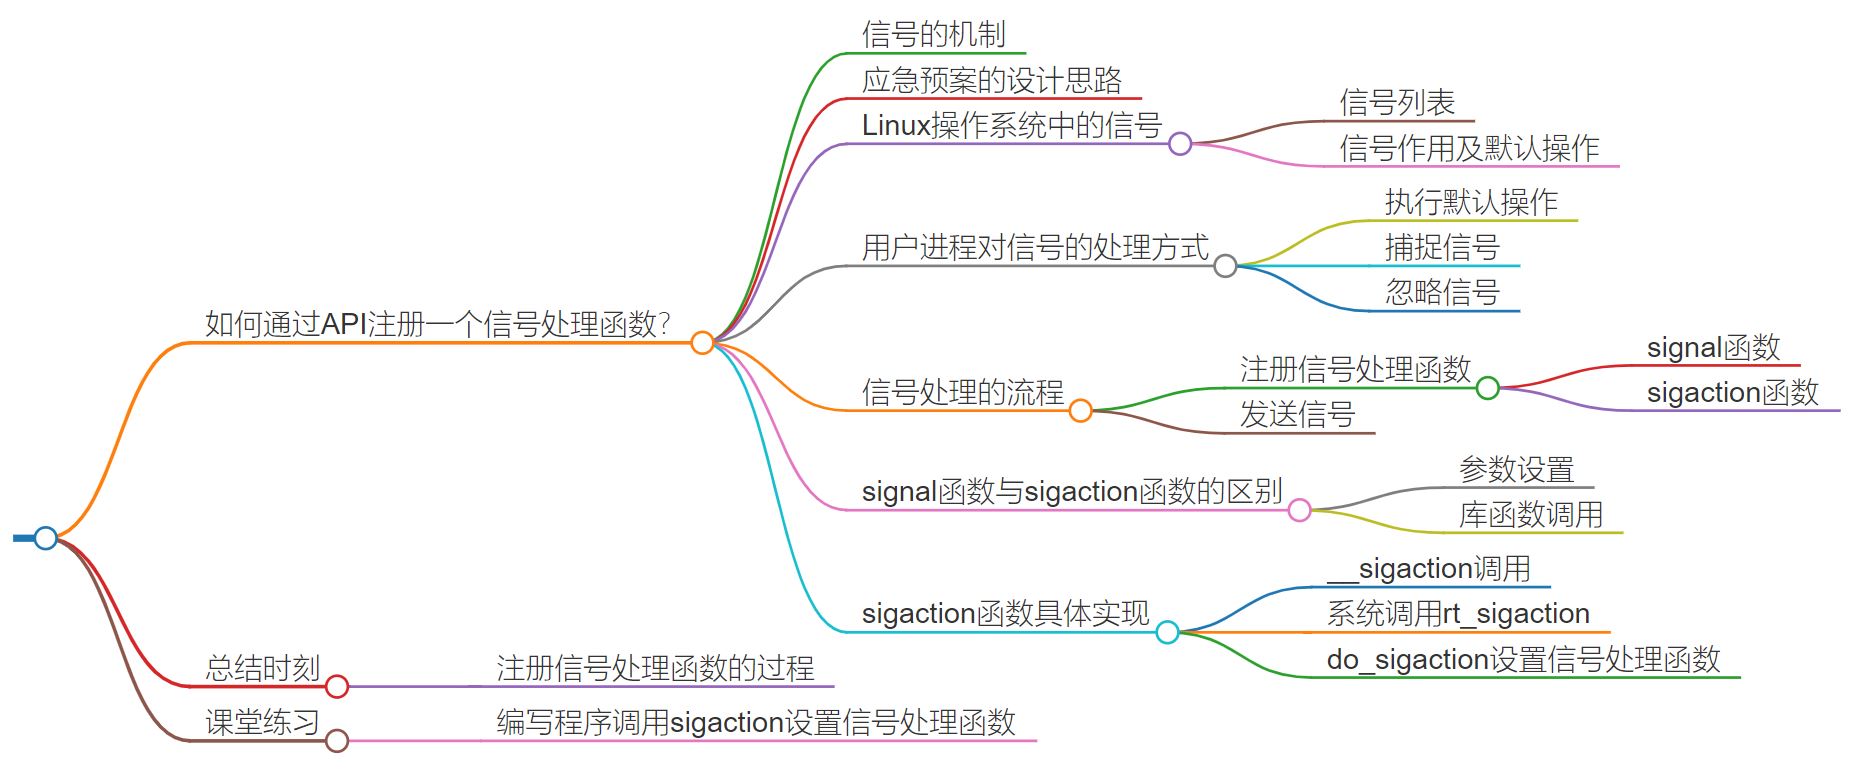 如何通过API注册一个信号处理函数？
信号的机制
应急预案的设计思路
Linux操作系统中的信号
信号列表
信号作用及默认操作
用户进程对信号的处理方式
执行默认操作
捕捉信号
忽略信号
信号处理的流程
注册信号处理函数
signal函数
sigaction函数
发送信号
signal函数与sigaction函数的区别
参数设置
库函数调用
sigaction函数具体实现
__sigaction调用
系统调用rt_sigaction
do_sigaction设置信号处理函数
总结时刻
注册信号处理函数的过程
课堂练习
编写程序调用sigaction设置信号处理函数